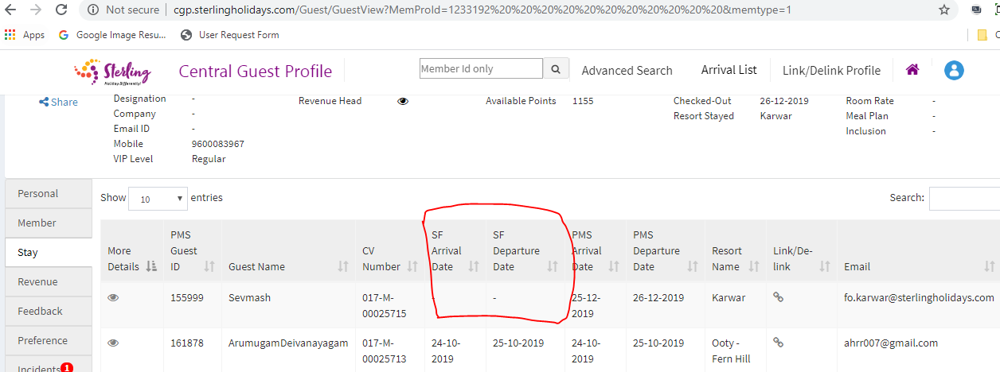 Not secure | cgp.sterlingholidays.com/Guest/GuestView?MemProId=1233192%20%20%20%20%20%20%20%20%20%20%20&memtype=1
Apps Google Image Resu... User Request Form
Sterling
Holiday Differently!
Central Guest Profile
Member Id only
Advanced Search
Arrival List
Link/Delink Profile
Share
Designation -
Company -
Email ID -
Mobile 9600083967
VIP Level Regular
Revenue Head
Available Points 1155
Checked-Out 26-12-2019
Resort Stayed Karwar
Room Rate -
Meal Plan -
Inclusion -
Personal
Member
Stay
Revenue
Feedback
Preference
Incidents 1
Show 10 entries
Search:
More
Details
PMS
Guest
ID
Guest Name
CV
Number
SF
Arrival
Date
SF
Departure
Date
PMS
Arrival
Date
PMS
Departure
Date
Resort
Name
Link/De-
link
Email
155999
Sevmash
017-M-
00025715
-
-
25-12-
2019
26-12-2019
Karwar
fo.karwar@sterlingholidays.com
161878
ArumugamDeivanayagam
017-M-
00025713
24-10-
2019
25-10-2019
24-10-
2019
25-10-2019
Ooty -
Fern Hill
ahrr007@gmail.com